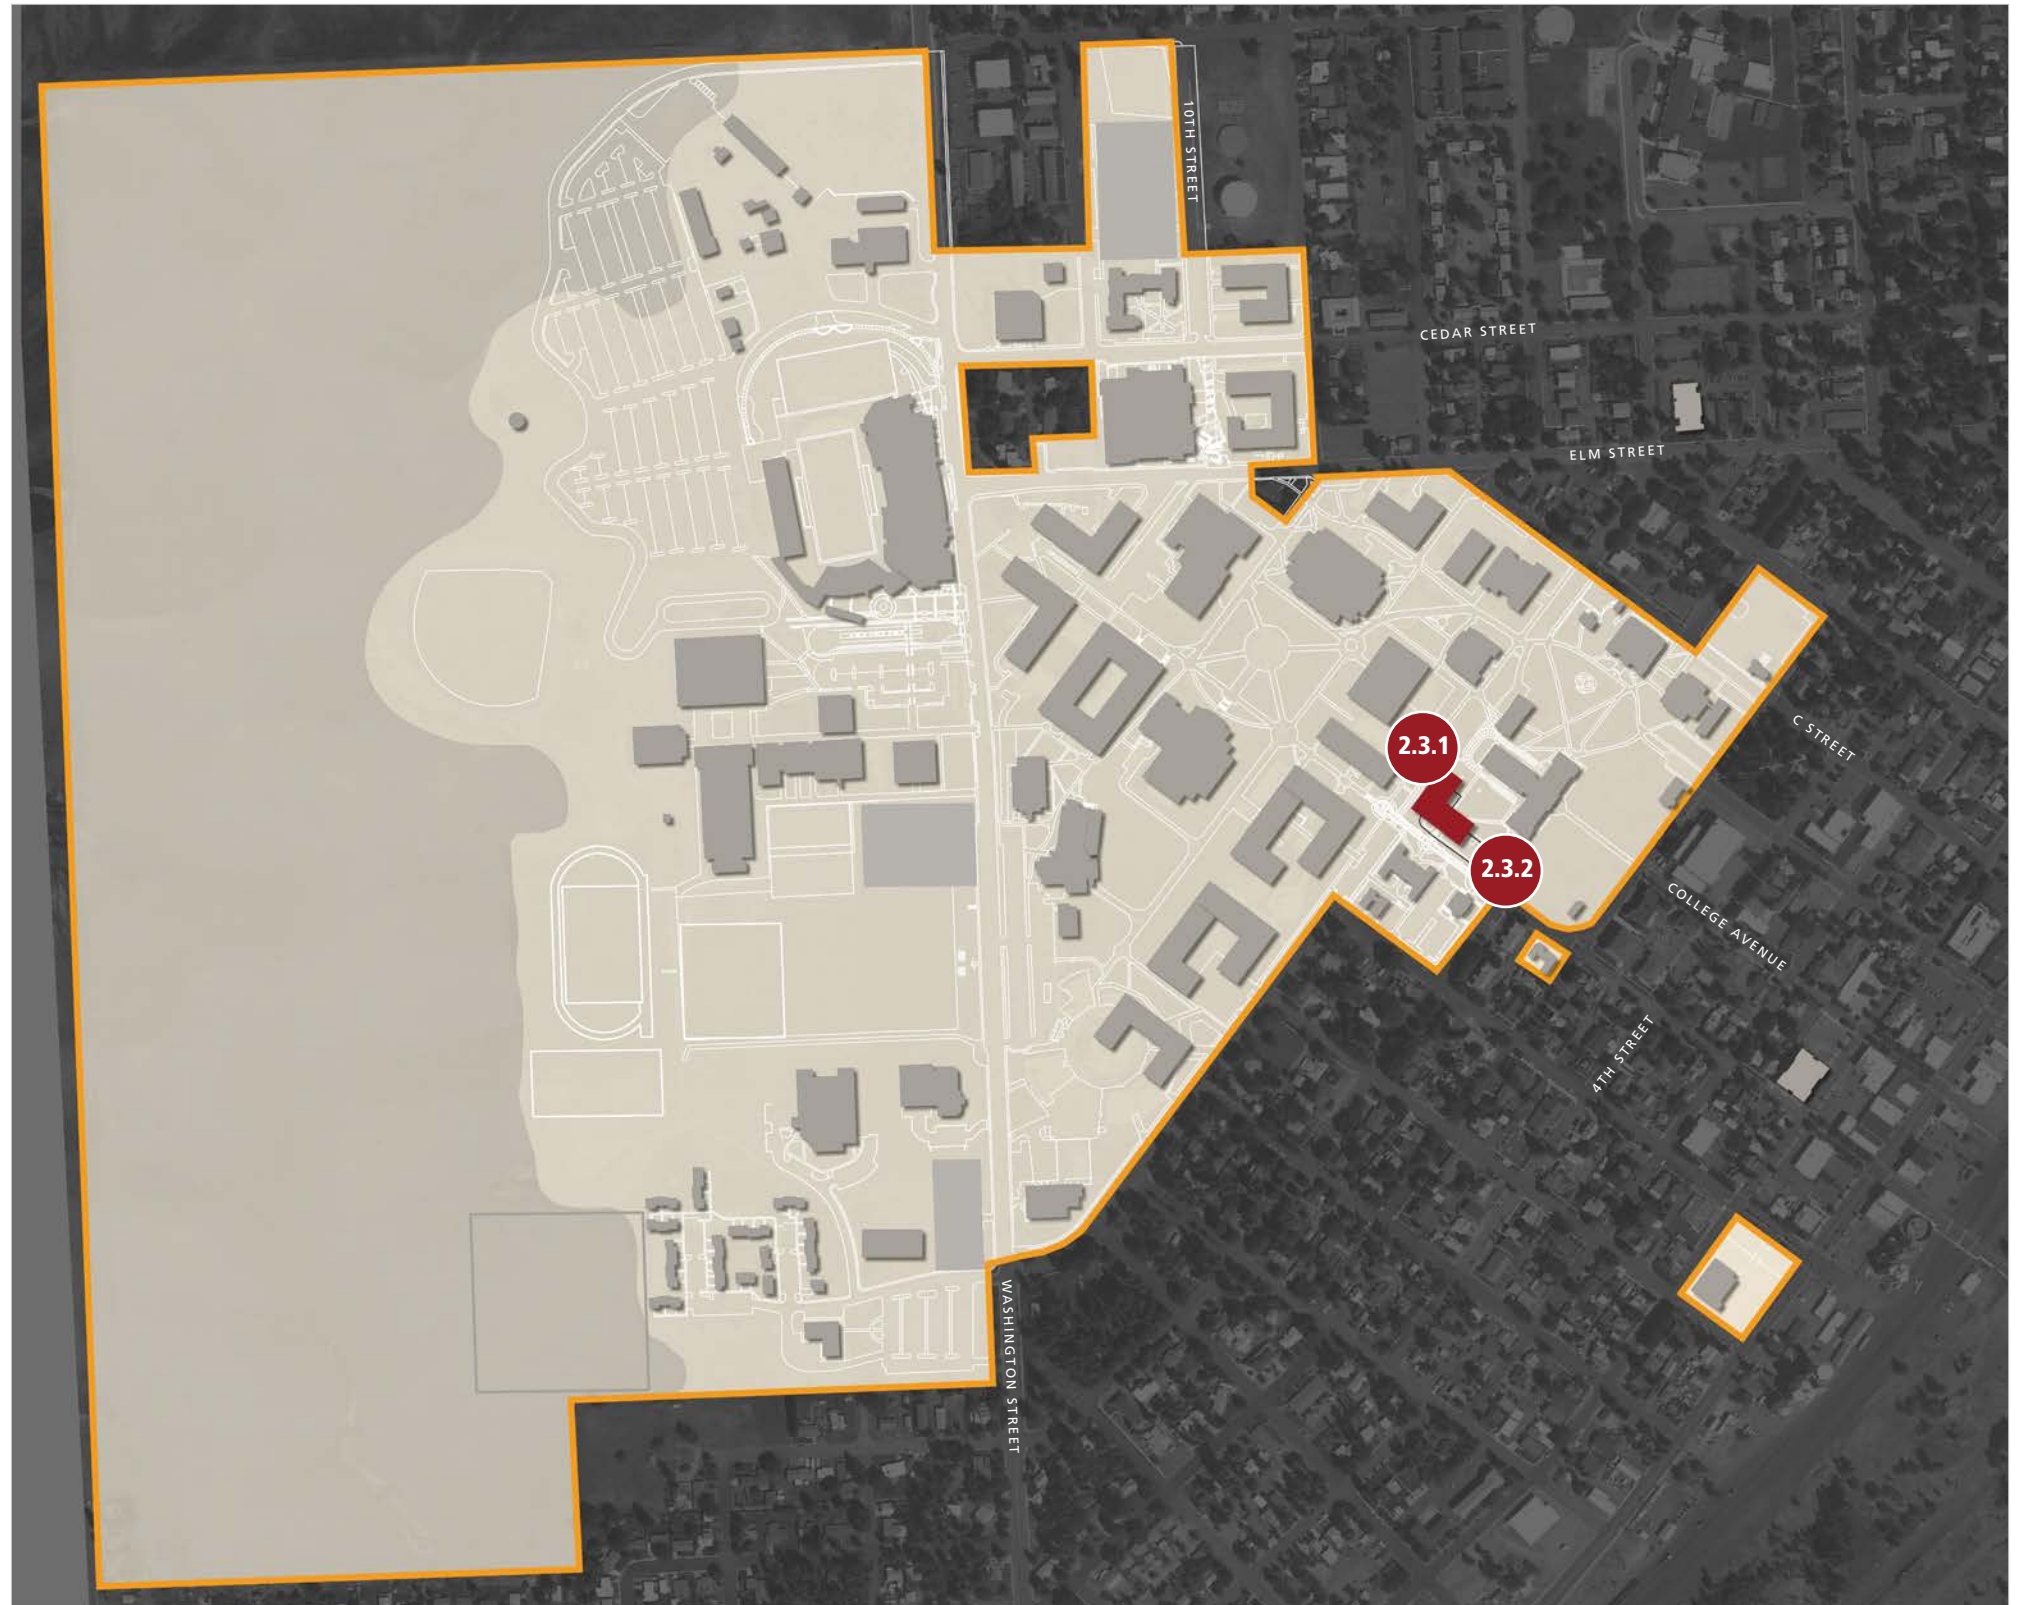 10TH STREET
CEDAR STREET
ELM STREET
C STREET
2.3.1
2.3.2
COLLEGE AVENUE
4TH STREET
WASHINGTON STREET